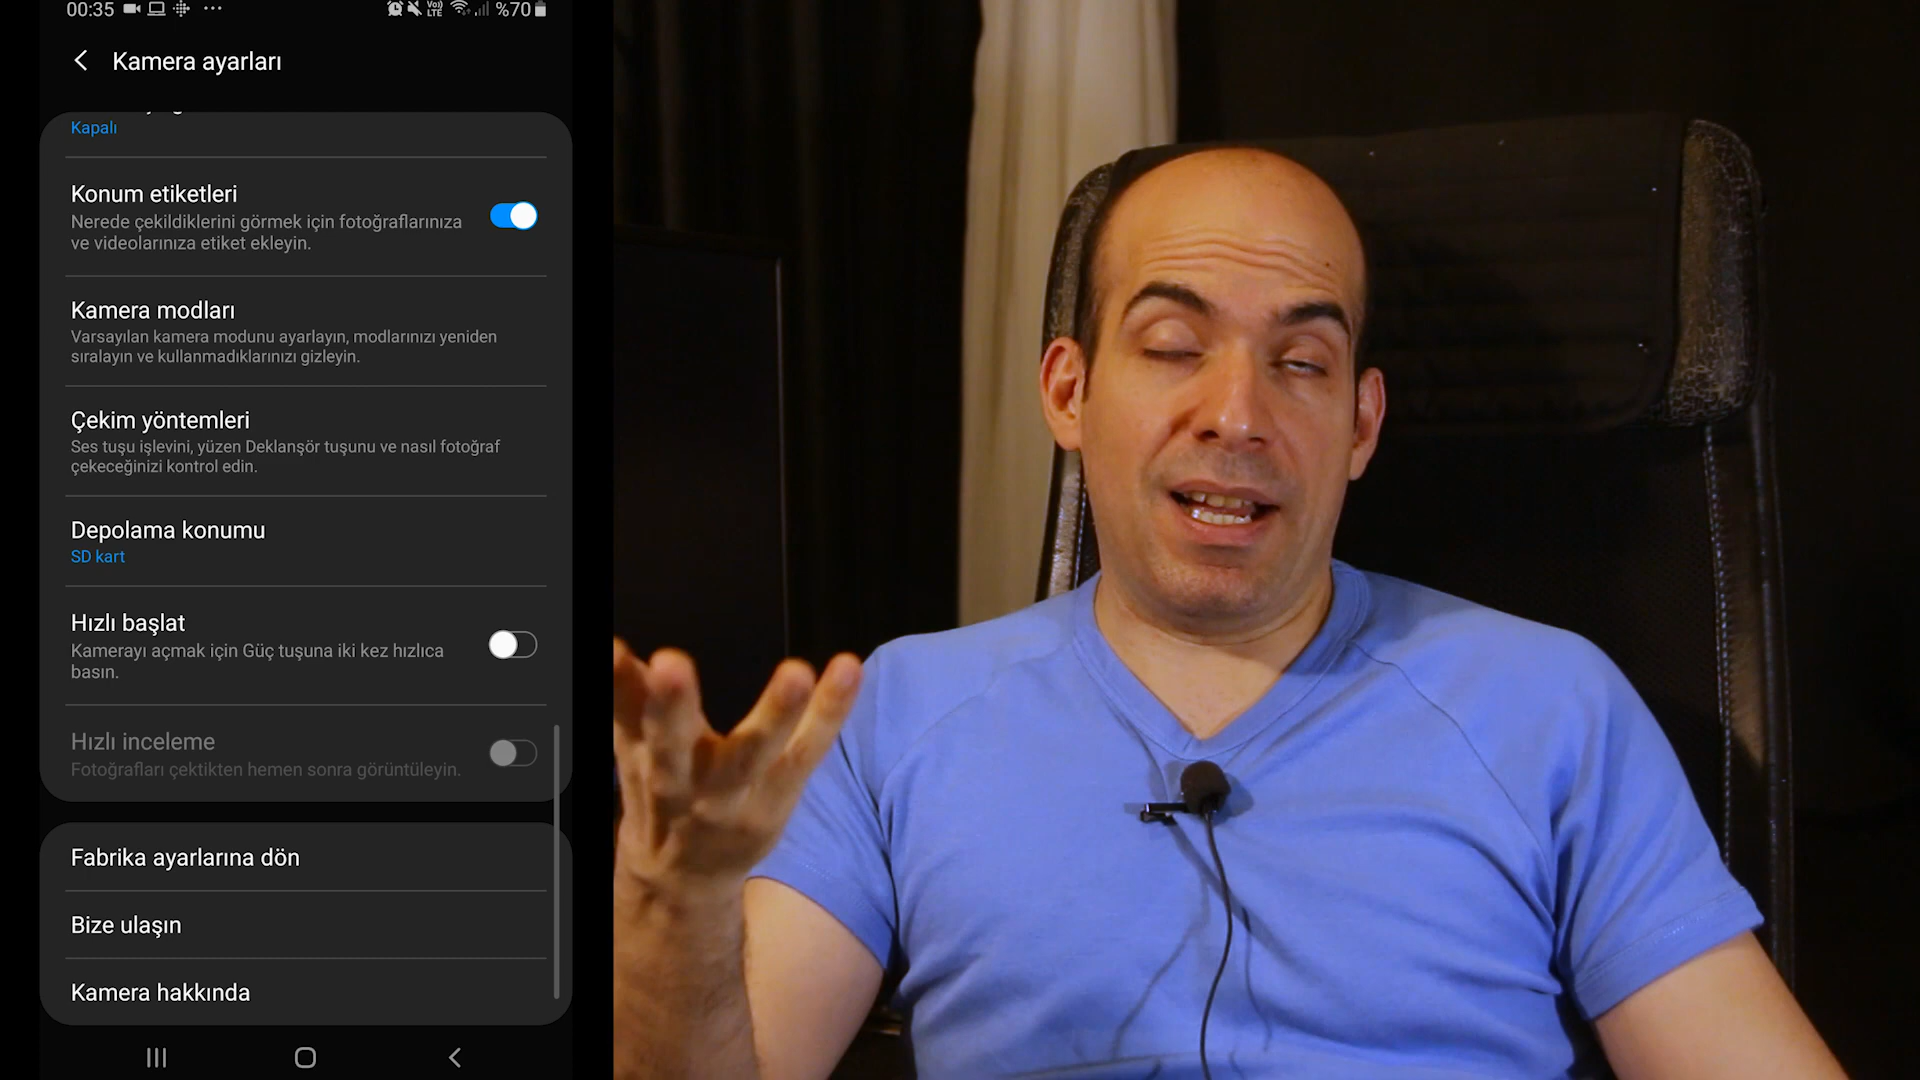 00:35
VoLTE
%70
Kamera ayarları
Kapalı
Konum etiketleri
Nerede çekildiklerini görmek için fotoğraflarınıza
ve videolarınıza etiket ekleyin.
Kamera modları
Varsayılan kamera modunu ayarlayın, modlarınızı yeniden
sıralayın ve kullanmadıklarınızı gizleyin.
Çekim yöntemleri
Ses tuşu işlevini, yüzen Deklanşör tuşunu ve nasıl fotoğraf
çekeceğinizi kontrol edin.
Depolama konumu
SD kart
Hızlı başlat
Kamerayı açmak için Güç tuşuna iki kez hızlıca
basın.
Hızlı inceleme
Fotoğrafları çektikten hemen sonra görüntüleyin.
Fabrika ayarlarına dön
Bize ulaşın
Kamera hakkında